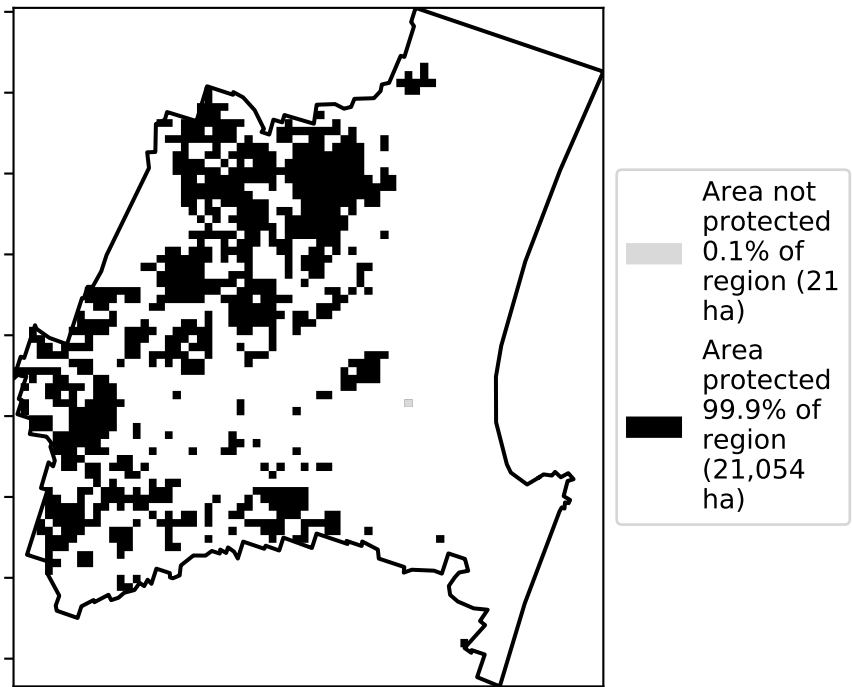 Area not
protected
0.1% of
region (21
ha)
Area
protected
99.9% of
region
(21,054
ha)